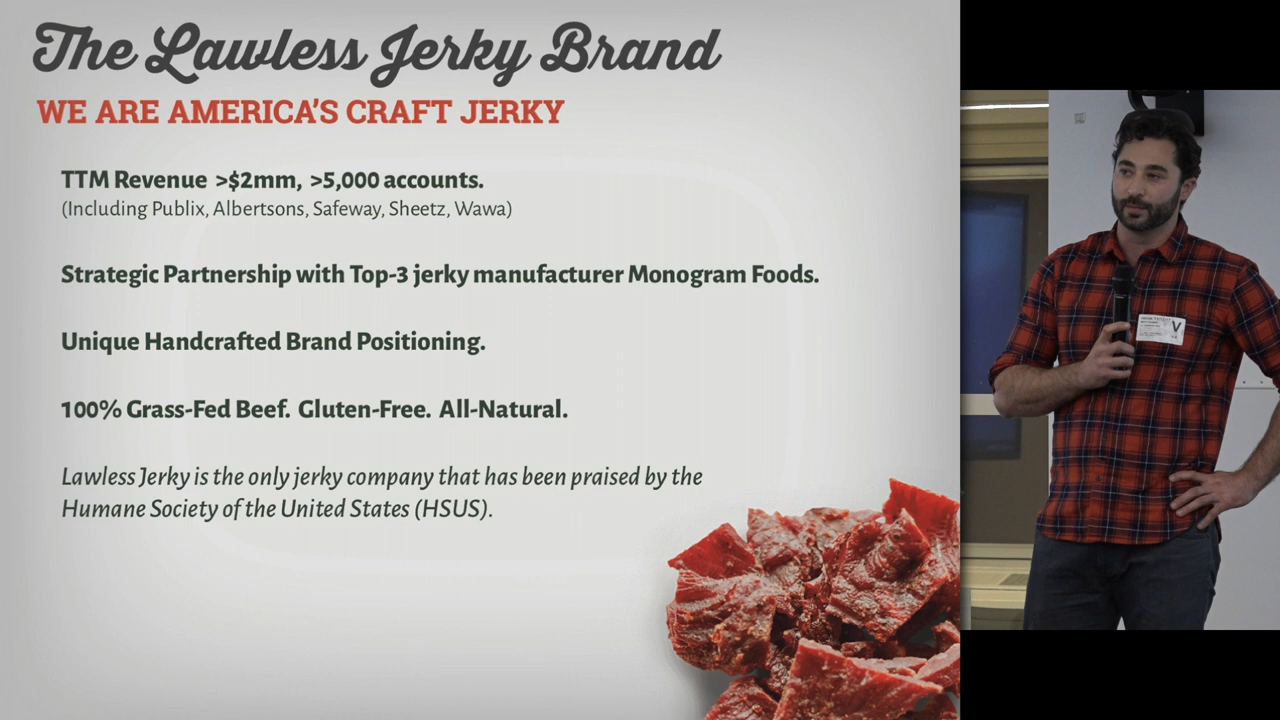 The Lawless Jerky Brand
WE ARE AMERICA'S CRAFT JERKY
TTM Revenue >$2mm, >5,000 accounts.
(Including Publix, Albertsons, Safeway, Sheetz, Wawa)
Strategic Partnership with Top-3 jerky manufacturer Monogram Foods.
Unique Handcrafted Brand Positioning.
100% Grass-Fed Beef. Gluten-Free. All-Natural.
Lawless Jerky is the only jerky company that has been praised by the
Humane Society of the United States (HSUS).
V